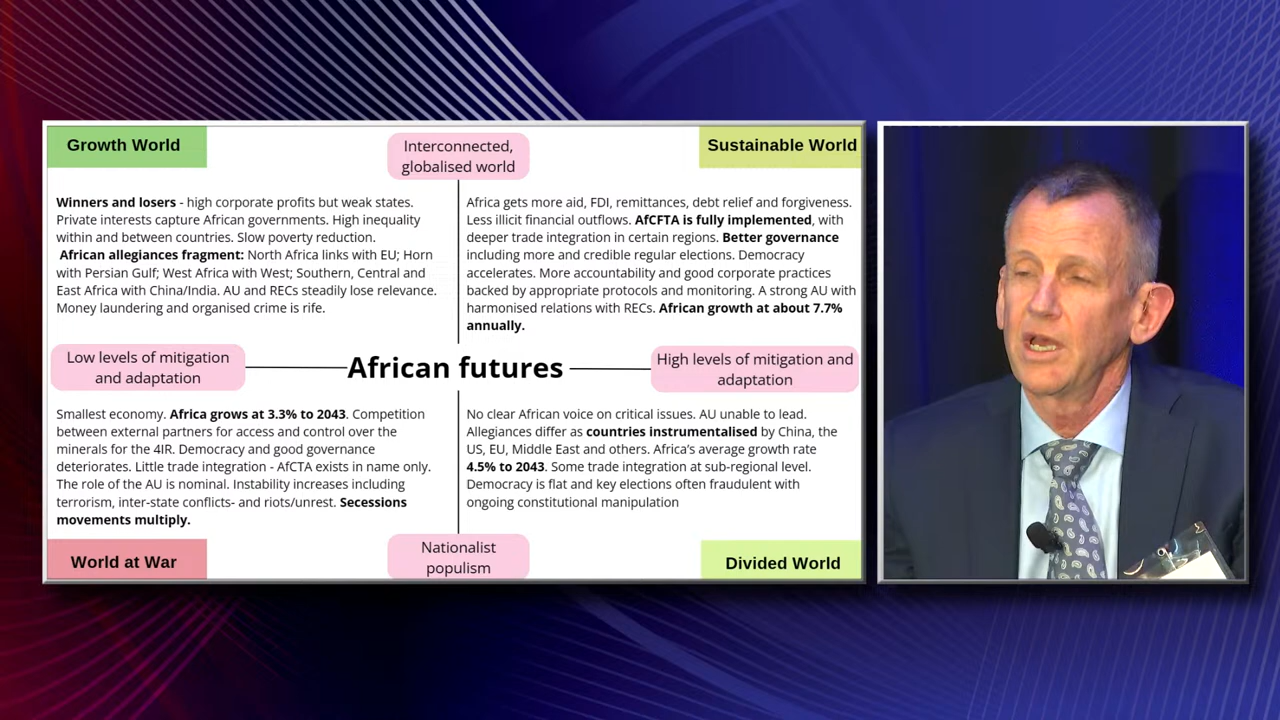 Growth World
Interconnected,
globalised world
Sustainable World
Winners and losers - high corporate profits but weak states.
Private interests capture African governments. High inequality
within and between countries. Slow poverty reduction.
African allegiances fragment: North Africa links with EU; Horn
with Persian Gulf; West Africa with West; Southern, Central and
East Africa with China/India. AU and RECs steadily lose relevance.
Money laundering and organised crime is rife.
Africa gets more aid, FDI, remittances, debt relief and forgiveness.
Less illicit financial outflows. AfCFTA is fully implemented, with
deeper trade integration in certain regions. Better governance
including more and credible regular elections. Democracy
accelerates. More accountability and good corporate practices
backed by appropriate protocols and monitoring. A strong AU with
harmonised relations with RECs. African growth at about 7.7%
annually.
Low levels of mitigation
and adaptation
African futures
High levels of mitigation and
adaptation
Smallest economy. Africa grows at 3.3% to 2043. Competition
between external partners for access and control over the
minerals for the 4IR. Democracy and good governance
deteriorates. Little trade integration - AfCTA exists in name only.
The role of the AU is nominal. Instability increases including
terrorism, inter-state conflicts- and riots/unrest. Secessions
movements multiply.
No clear African voice on critical issues. AU unable to lead.
Allegiances differ as countries instrumentalised by China, the
US, EU, Middle East and others. Africa's average growth rate
4.5% to 2043. Some trade integration at sub-regional level.
Democracy is flat and key elections often fraudulent with
ongoing constitutional manipulation
World at War
Nationalist
populism
Divided World